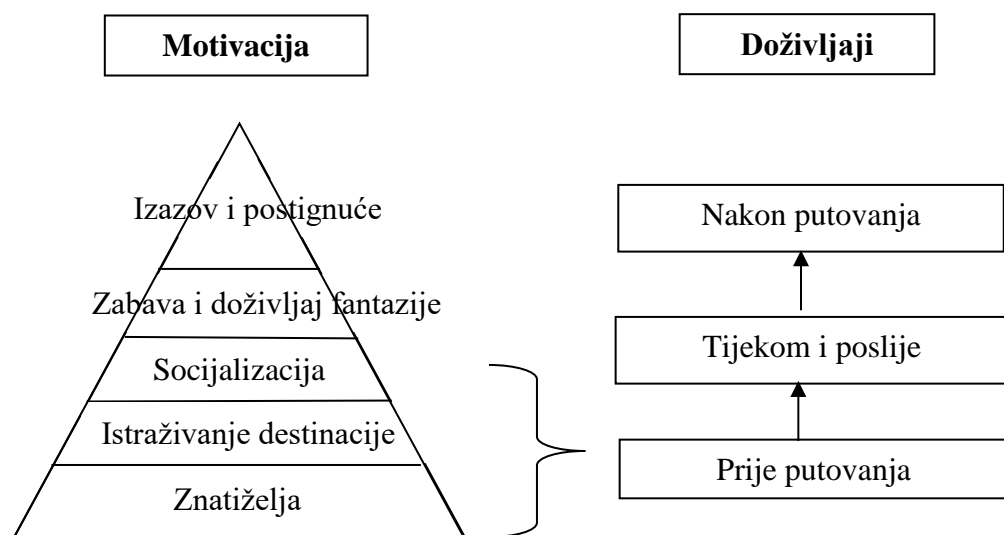 Motivacija
Doživljaji
Izazov i postignuće
Zabava i doživljaj fantazije
Socijalizacija
Istraživanje destinacije
Znatiželja
Nakon putovanja
Tijekom i poslije
Prije putovanja